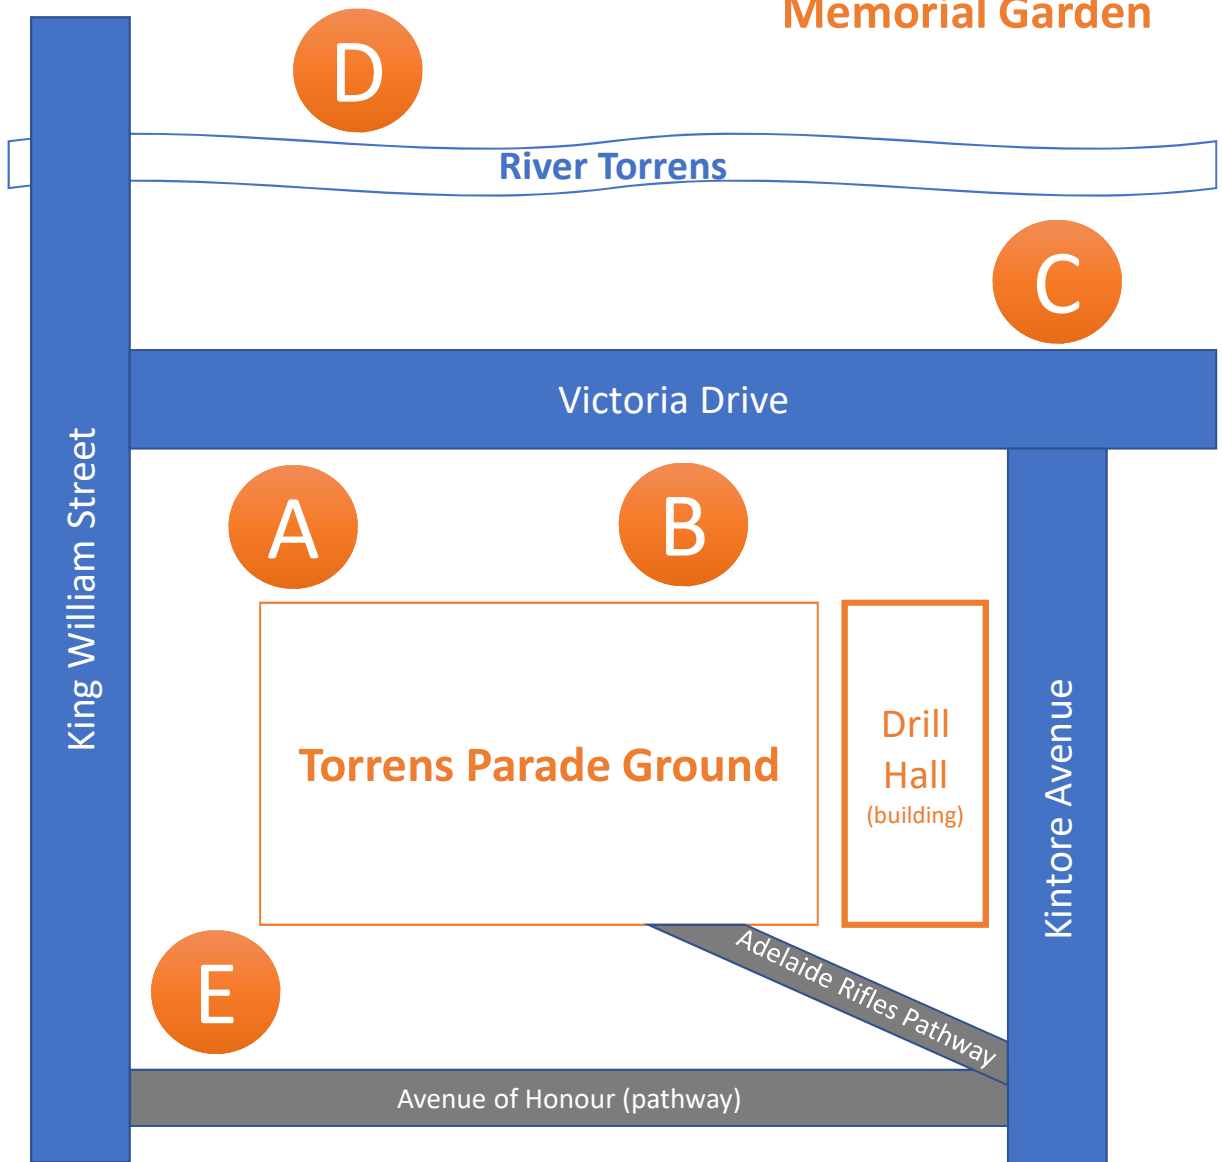 Memorial Garden
D
River Torrens
C
Victoria Drive
King William Street
A
B
Torrens Parade Ground
Drill
Hall
(building)
Kintore Avenue
E
Adelaide Rifles Pathway
Avenue of Honour (pathway)